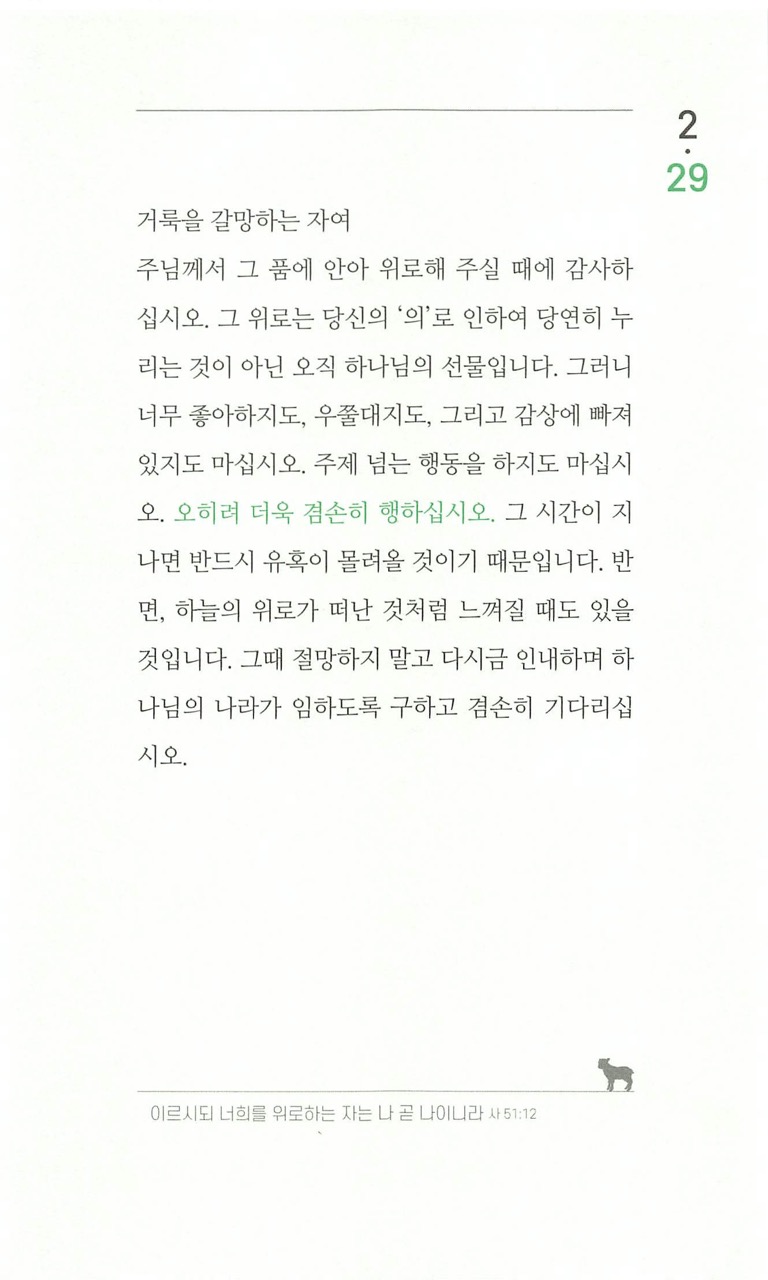 2
·
29
거룩을 갈망하는 자여
주님께서 그 품에 안아 위로해 주실 때에 감사하
십시오. 그 위로는 당신의 ‘의’로 인하여 당연히 누
리는 것이 아닌 오직 하나님의 선물입니다. 그러니
너무 좋아하지도, 우쭐대지도, 그리고 감상에 빠져
있지도 마십시오. 주제 넘는 행동을 하지도 마십시
오. 오히려 더욱 겸손히 행하십시오. 그 시간이 지
나면 반드시 유혹이 몰려올 것이기 때문입니다. 반
면, 하늘의 위로가 떠난 것처럼 느껴질 때도 있을
것입니다. 그때 절망하지 말고 다시금 인내하며 하
나님의 나라가 임하도록 구하고 겸손히 기다리십
시오.
이르시되 너희를 위로하는 자는 나 곧 나이니라 사 51:12